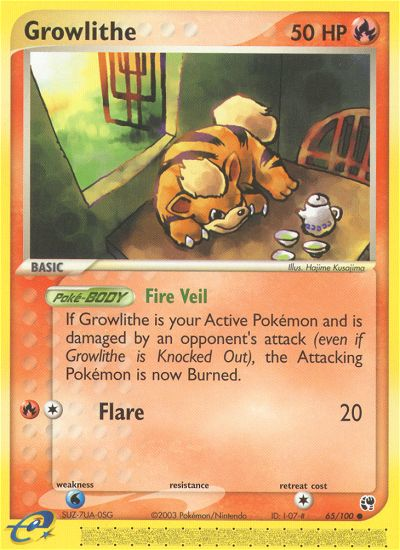 Growlithe 50 HP
BASIC
Illus. Hajime Kusajima
Poké-BODY Fire Veil
If Growlithe is your Active Pokémon and is
damaged by an opponent's attack (even if
Growlithe is Knocked Out), the Attacking
Pokémon is now Burned.
Flare 20
weakness resistance retreat cost
SUZ-7UA-0SG ©2003 Pokémon/Nintendo ID: I-07-# 65/100
e